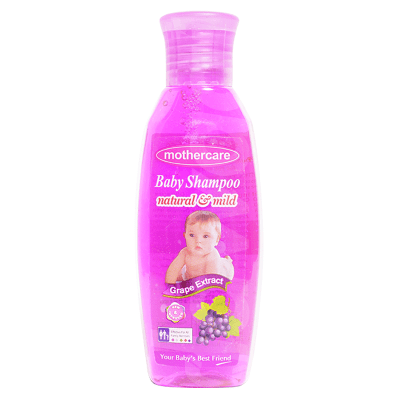 mothercare
Baby Shampoo
natural & mild
Grape Extract
Your Baby's Best Friend